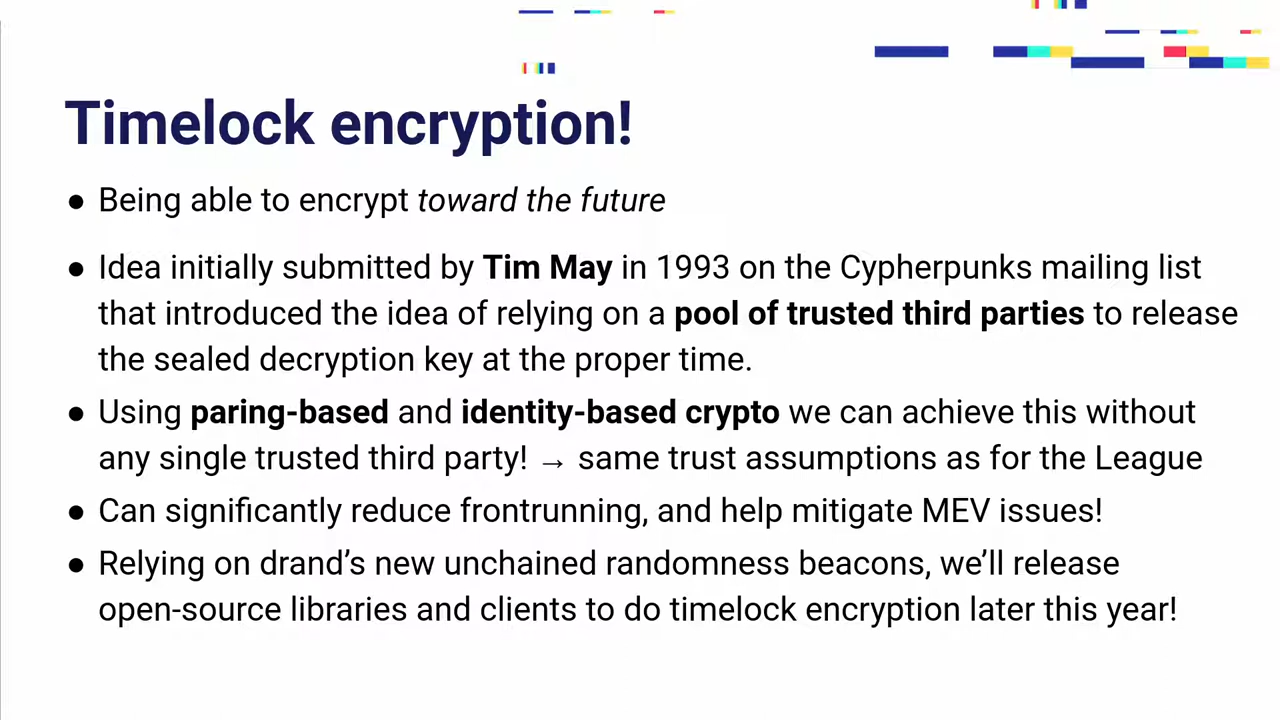 Timelock encryption!
● Being able to encrypt toward the future
● Idea initially submitted by Tim May in 1993 on the Cypherpunks mailing list
that introduced the idea of relying on a pool of trusted third parties to release
the sealed decryption key at the proper time.
● Using paring-based and identity-based crypto we can achieve this without
any single trusted third party! → same trust assumptions as for the League
● Can significantly reduce frontrunning, and help mitigate MEV issues!
● Relying on drand’s new unchained randomness beacons, we’ll release
open-source libraries and clients to do timelock encryption later this year!